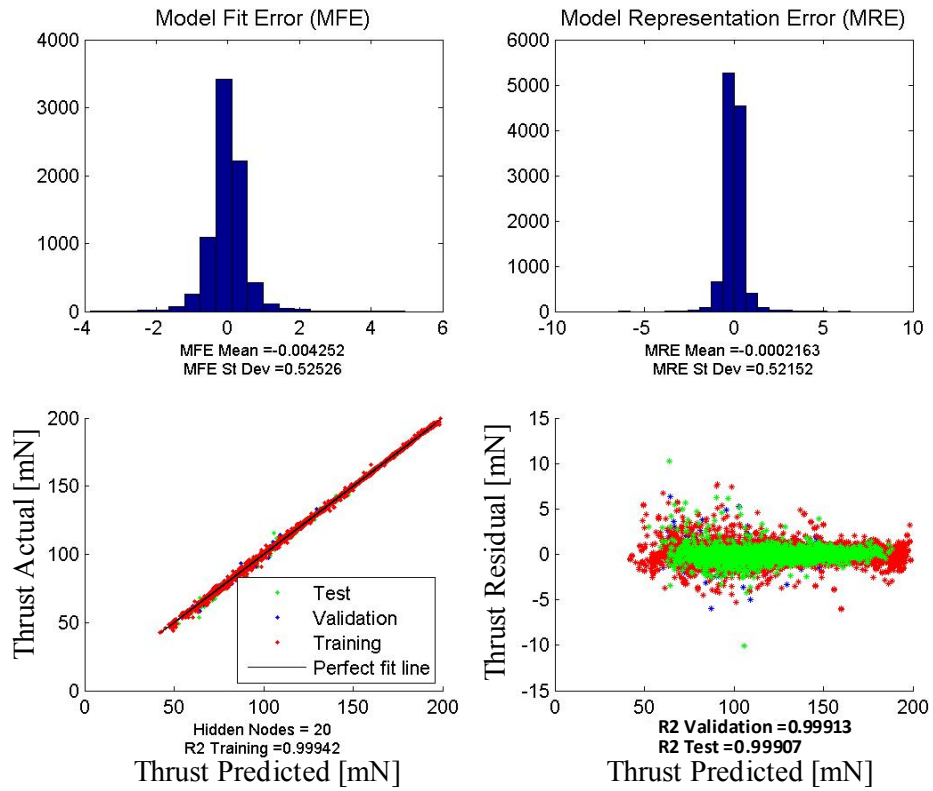 Model Fit Error (MFE)
4000
3000
2000
1000
0
-4
-2
0
2
4
6
MFE Mean =-0.004252
MFE St Dev =0.52526
Model Representation Error (MRE)
6000
5000
4000
3000
2000
1000
0
-10
-5
0
5
10
MRE Mean =-0.0002163
MRE St Dev =0.52152
Thrust Actual [mN]
200
150
100
50
0
Test
Validation
Training
Perfect fit line
0
50
100
150
200
Hidden Nodes = 20
R2 Training =0.99942
Thrust Predicted [mN]
Thrust Residual [mN]
15
10
5
0
-5
-10
-15
0
50
100
150
200
R2 Validation =0.99913
R2 Test =0.99907
Thrust Predicted [mN]